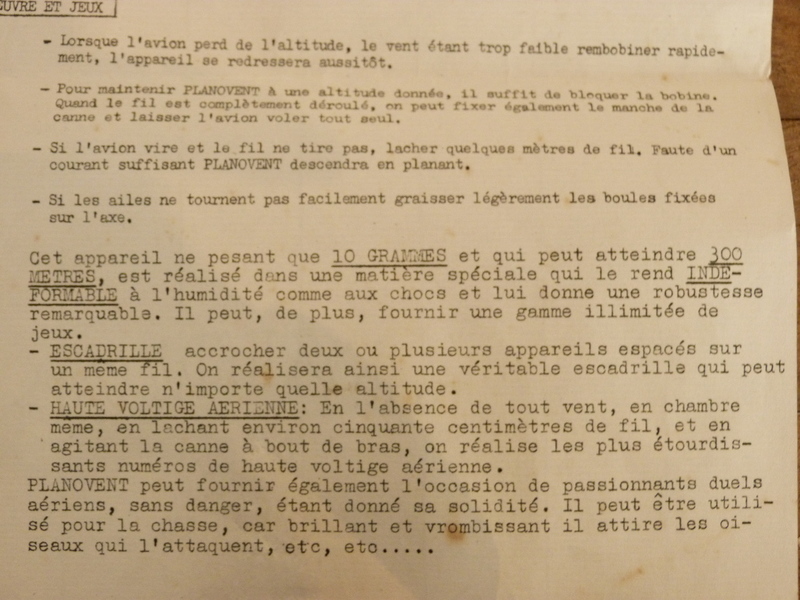 UVRE ET JEUX
- Lorsque l'avion perd de l'altitude, le vent étant trop faible rembobiner rapide-
ment, l'appareil se redressera aussitôt.
- Pour maintenir PLANOVENT à une altitude donnée, il suffit de bloquer la bobine.
Quand le fil est complètement déroulé, on peut fixer également le manche de la
canne et laisser l'avion voler tout seul.
- Si l'avion vire et le fil ne tire pas, lacher quelques mètres de fil. Faute d'un
courant suffisant PLANOVENT descendra en planant.
- Si les ailes ne tournent pas facilement graisser légèrement les boules fixées
sur l'axe.
Cet appareil ne pesant que 10 GRAMMES et qui peut atteindre 300
METRES, est réalisé dans une matière spéciale qui le rend INDE-
FORMABLE à l'humidité comme aux chocs et lui donne une robustesse
remarquable. Il peut, de plus, fournir une gamme illimitée de
jeux.
- ESCADRILLE accrocher deux ou plusieurs appareils espacés sur
un même fil. On réalisera ainsi une véritable escadrille qui peut
atteindre n'importe quelle altitude.
- HAUTE VOLTIGE AERIENNE: En l'absence de tout vent, en chambre
même, en lachant environ cinquante centimètres de fil, et en
agitant la canne à bout de bras, on réalise les plus étourdis-
sants numéros de haute voltige aérienne.
PLANOVENT peut fournir également l'occasion de passionnants duels
aériens, sans danger, étant donné sa solidité. Il peut être utili-
sé pour la chasse, car brillant et vrombissant il attire les oi-
seaux qui l'attaquent, etc, etc.....